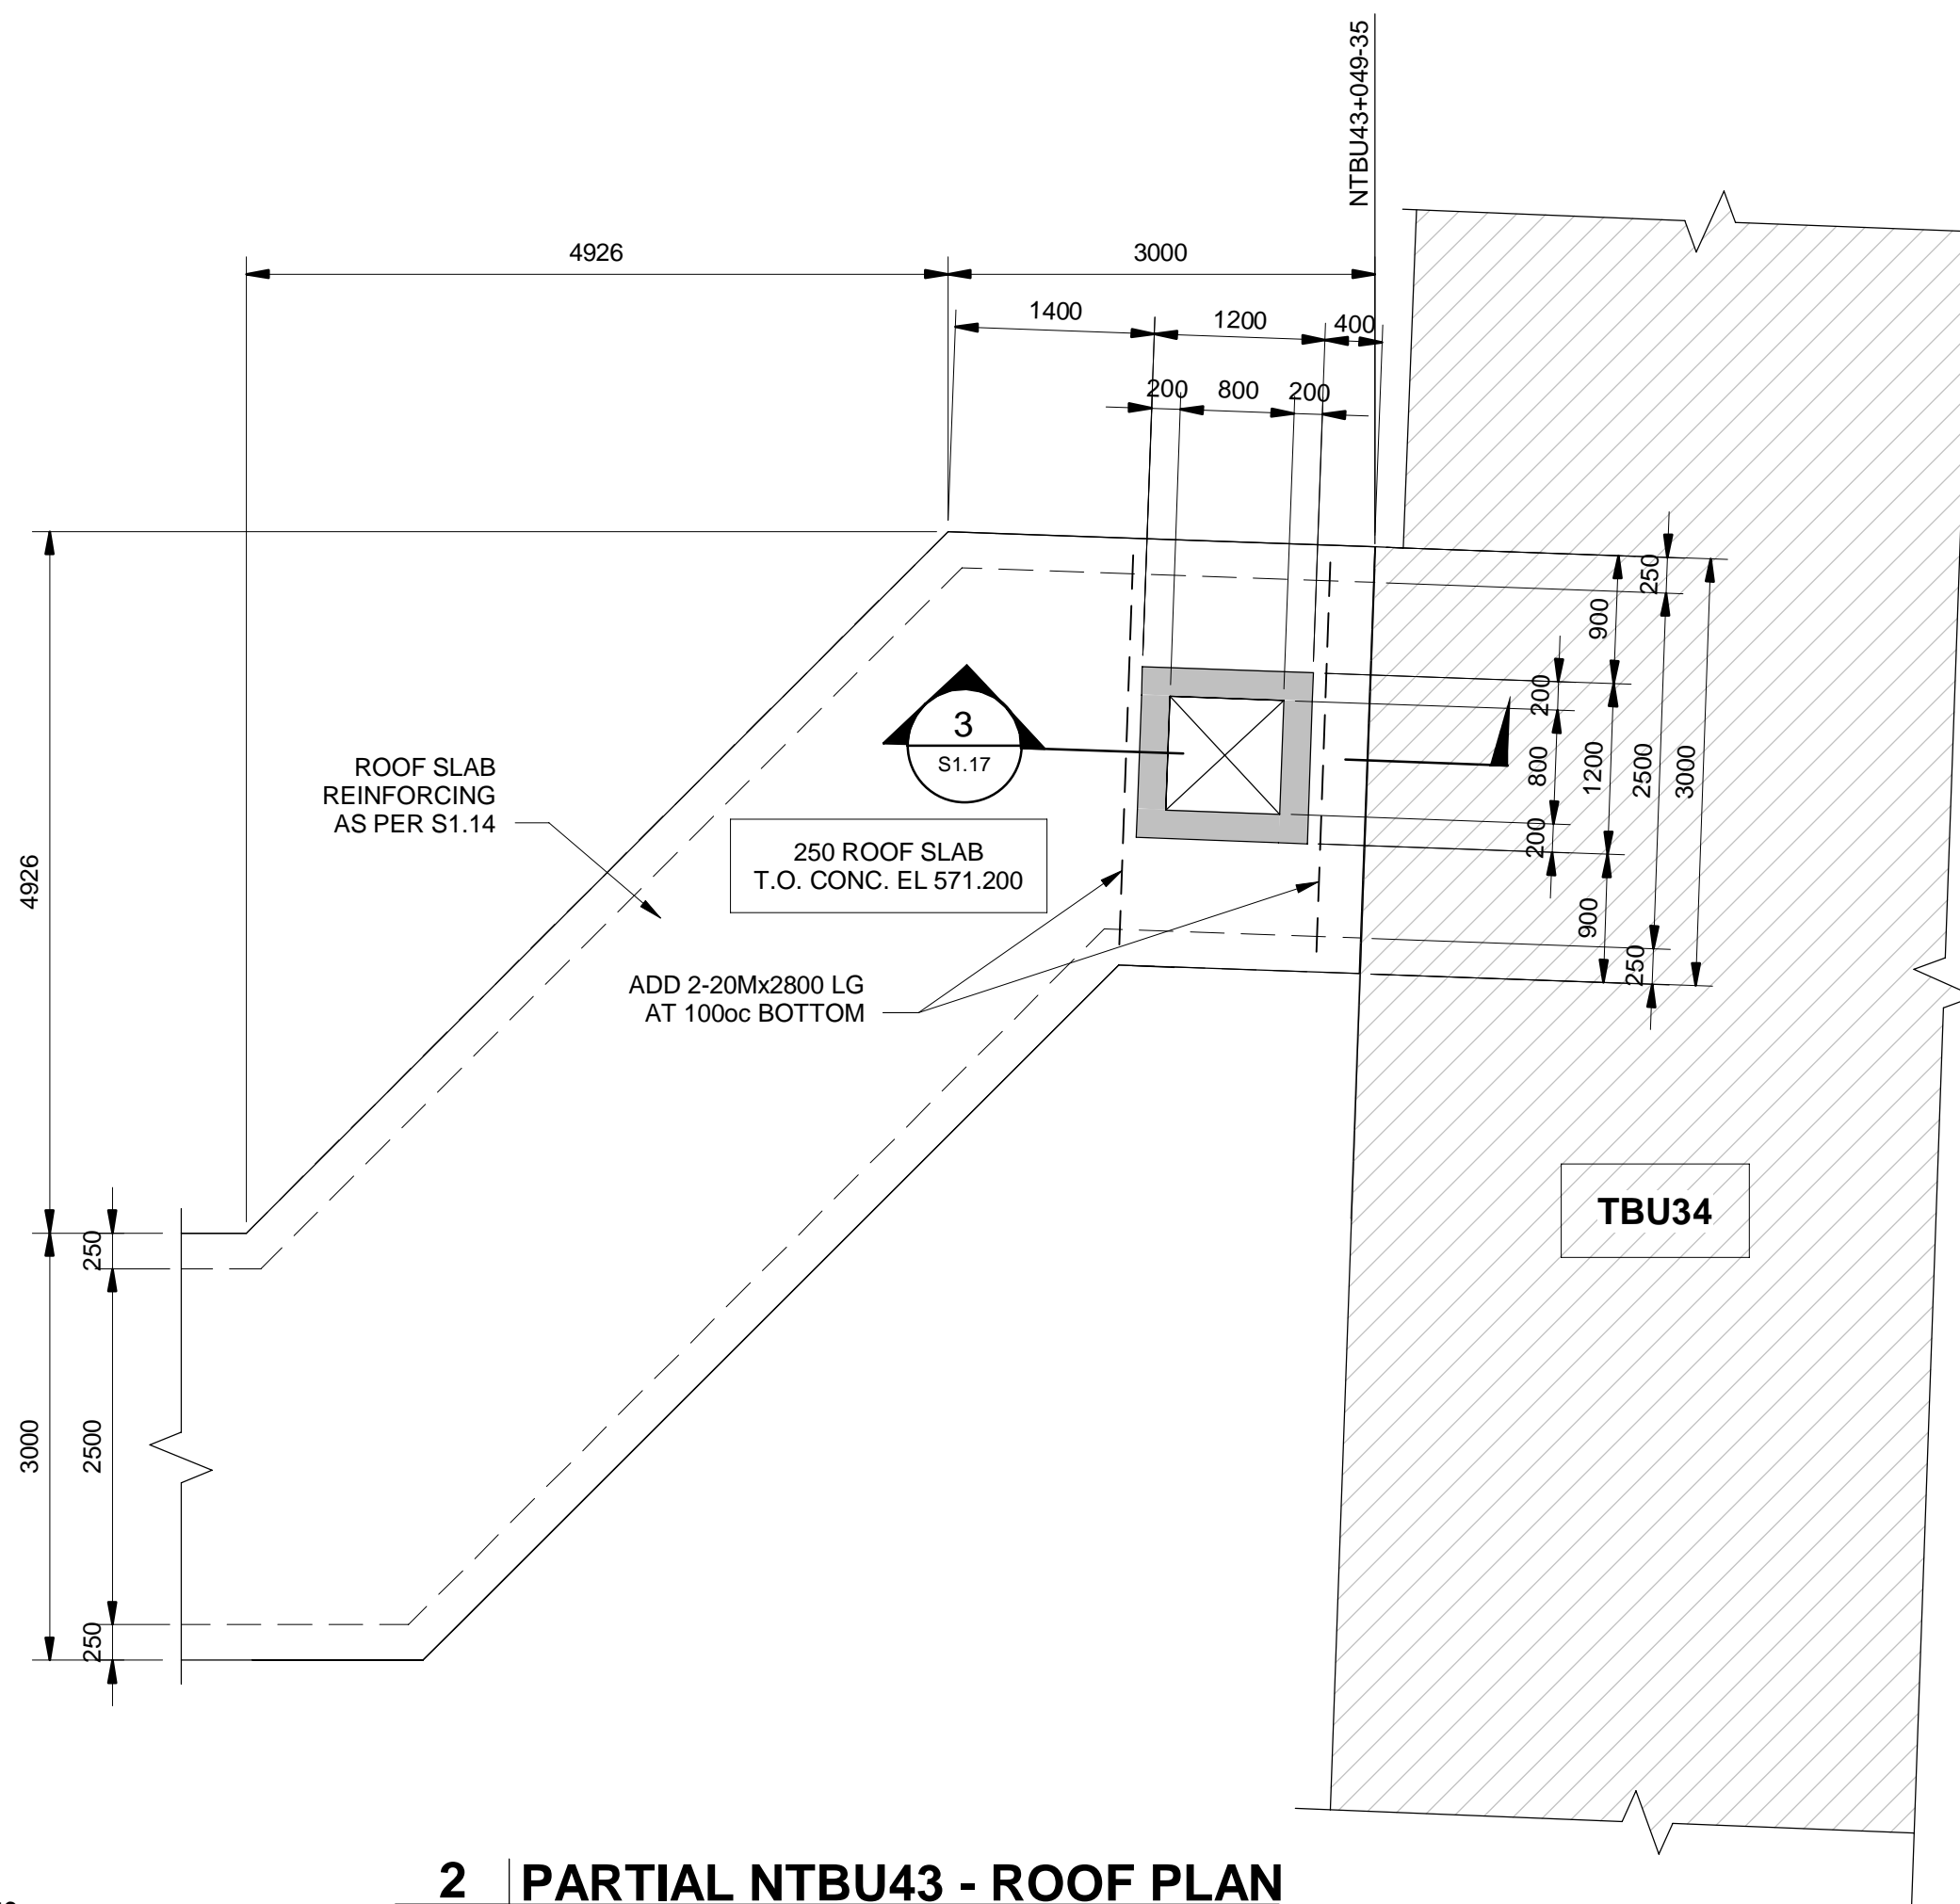 NTBU43+049-35
4926
3000
1400
1200
400
200
800
200
250
900
200
800
1200
2500
3000
200
900
250
3
S1.17
ROOF SLAB
REINFORCING
AS PER S1.14
250 ROOF SLAB
T.O. CONC. EL 571.200
4926
ADD 2-20Mx2800 LG
AT 100oc BOTTOM
TBU34
250
3000
2500
250
2
PARTIAL NTBU43 - ROOF PLAN